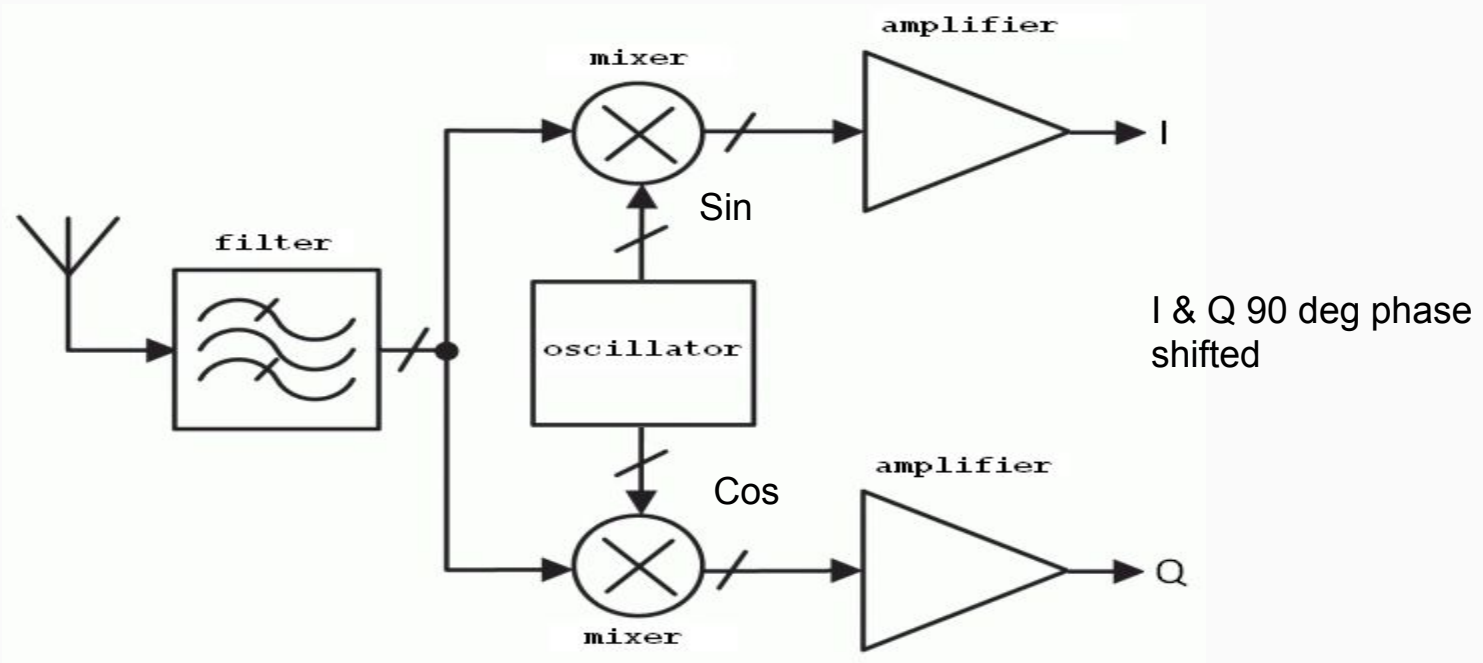 amplifier
mixer
I
Sin
filter
oscillator
I & Q 90 deg phase
shifted
amplifier
Cos
Q
mixer